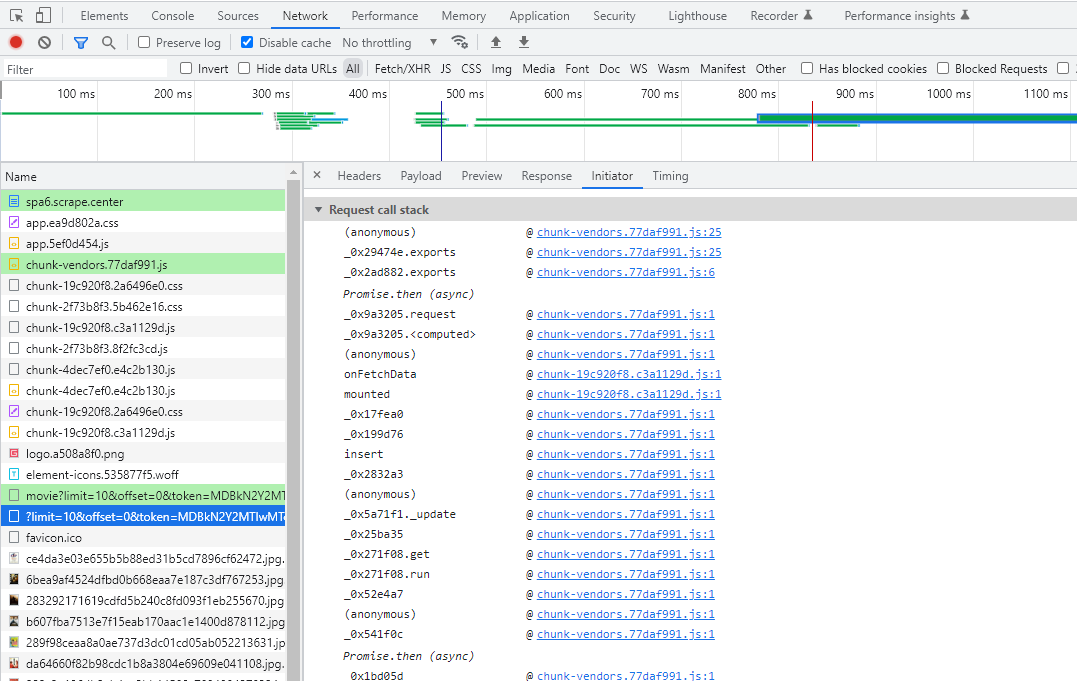 Elements Console Sources Network Performance Memory Application Security Lighthouse Recorder Performance insights
Preserve log Disable cache No throttling
Filter Invert Hide data URLs All Fetch/XHR JS CSS Img Media Font Doc WS Wasm Manifest Other Has blocked cookies Blocked Requests
100 ms 200 ms 300 ms 400 ms 500 ms 600 ms 700 ms 800 ms 900 ms 1000 ms 1100 ms
Name
spa6.scrape.center
app.ea9d802a.css
app.5ef0d454.js
chunk-vendors.77daf991.js
chunk-19c920f8.2a6496e0.css
chunk-2f73b8f3.5b462e16.css
chunk-19c920f8.c3a1129d.js
chunk-2f73b8f3.8f2fc3cd.js
chunk-4dec7ef0.e4c2b130.js
chunk-4dec7ef0.e4c2b130.js
chunk-19c920f8.2a6496e0.css
chunk-19c920f8.c3a1129d.js
logo.a508a8f0.png
element-icons.535877f5.woff
movie?limit=10&offset=0&token=MDBkN2Y2MT
?limit=10&offset=0&token=MDBkN2Y2MTIwMT
favicon.ico
ce4da3e03e655b5b88ed31b5cd7896cf62472.jpg.
6bea9af4524dfbd0b668eaa7e187c3df767253.jpg
283292171619cdfd5b240c8fd093f1eb255670.jpg
b607fba7513e7f15eab170aac1e1400d878112.jpg
289f98ceaa8a0ae737d3dc01cd05ab052213631.jp
da64660f82b98cdc1b8a3804e69609e041108.jpg.
Headers Payload Preview Response Initiator Timing
Request call stack
(anonymous) @ chunk-vendors.77daf991.js:25
_0x29474e.exports @ chunk-vendors.77daf991.js:25
_0x2ad882.exports @ chunk-vendors.77daf991.js:6
Promise.then (async)
_0x9a3205.request @ chunk-vendors.77daf991.js:1
_0x9a3205.<computed> @ chunk-vendors.77daf991.js:1
(anonymous) @ chunk-vendors.77daf991.js:1
onFetchData @ chunk-19c920f8.c3a1129d.js:1
mounted @ chunk-19c920f8.c3a1129d.js:1
_0x17fea0 @ chunk-vendors.77daf991.js:1
_0x199d76 @ chunk-vendors.77daf991.js:1
insert @ chunk-vendors.77daf991.js:1
_0x2832a3 @ chunk-vendors.77daf991.js:1
(anonymous) @ chunk-vendors.77daf991.js:1
_0x5a71f1._update @ chunk-vendors.77daf991.js:1
_0x25ba35 @ chunk-vendors.77daf991.js:1
_0x271f08.get @ chunk-vendors.77daf991.js:1
_0x271f08.run @ chunk-vendors.77daf991.js:1
_0x52e4a7 @ chunk-vendors.77daf991.js:1
(anonymous) @ chunk-vendors.77daf991.js:1
_0x541f0c @ chunk-vendors.77daf991.js:1
Promise.then (async)
_0x1bd05d @ chunk-vendors.77daf991.js:1